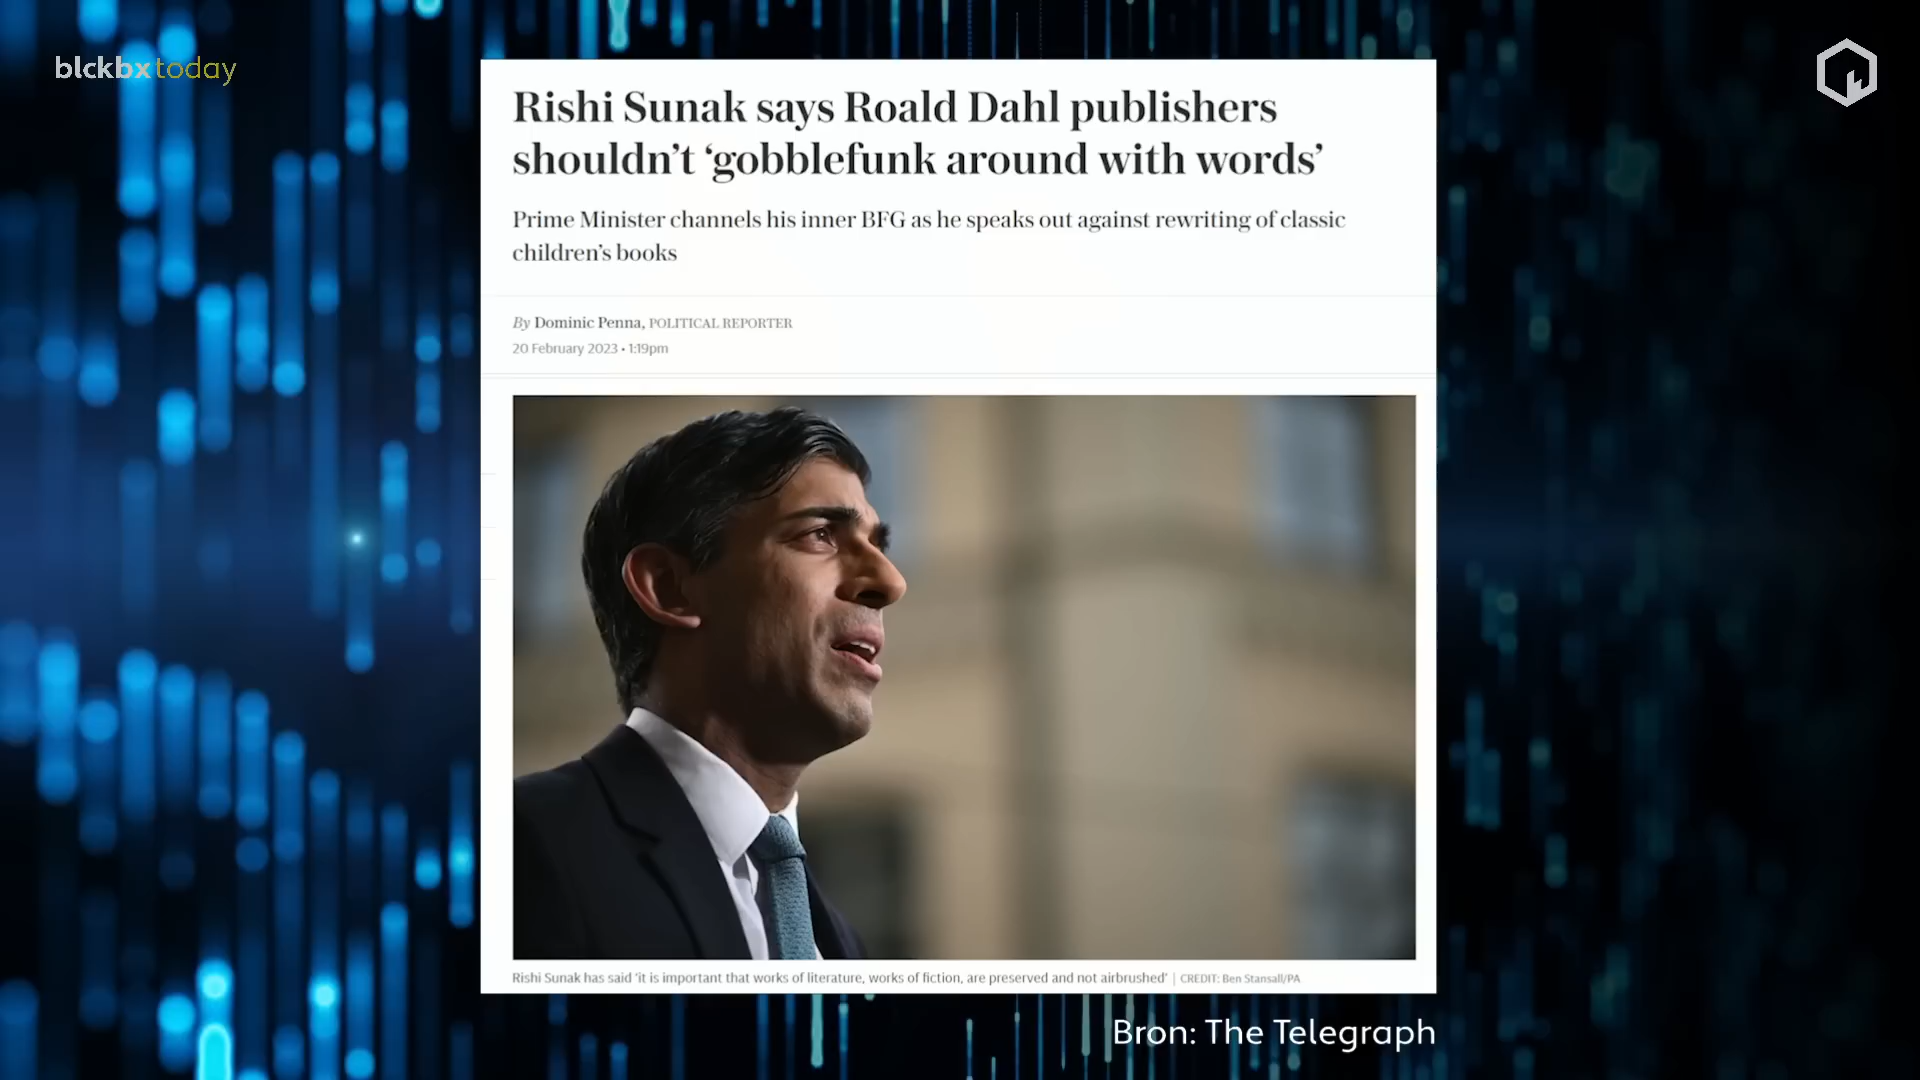 blckbxtoday
Rishi Sunak says Roald Dahl publishers
shouldn’t ‘gobblefunk around with words’
Prime Minister channels his inner BFG as he speaks out against rewriting of classic
children’s books
By Dominic Penna, POLITICAL REPORTER
20 February 2023 • 1:19pm
Rishi Sunak has said ‘it is important that works of literature, works of fiction, are preserved and not airbrushed’ | CREDIT: Ben Stansall/PA
Bron: The Telegraph